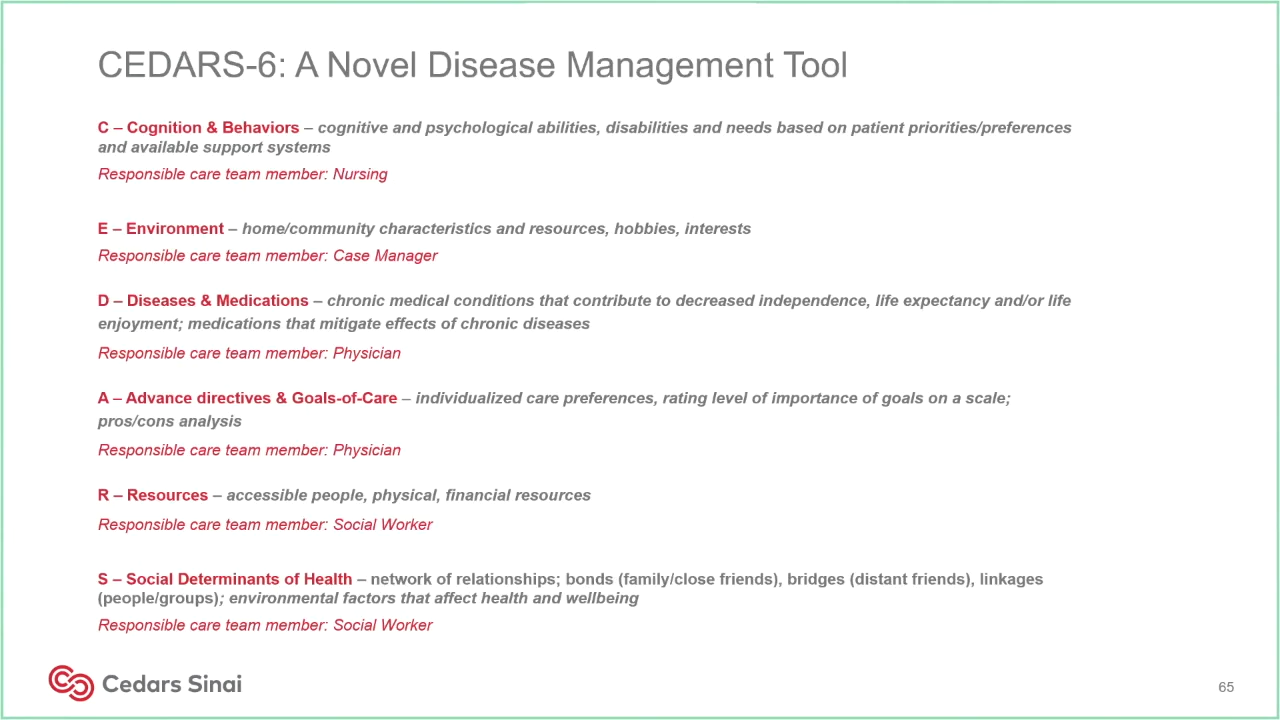 CEDARS-6: A Novel Disease Management Tool
C – Cognition & Behaviors – cognitive and psychological abilities, disabilities and needs based on patient priorities/preferences
and available support systems
Responsible care team member: Nursing
E – Environment – home/community characteristics and resources, hobbies, interests
Responsible care team member: Case Manager
D – Diseases & Medications – chronic medical conditions that contribute to decreased independence, life expectancy and/or life
enjoyment; medications that mitigate effects of chronic diseases
Responsible care team member: Physician
A – Advance directives & Goals-of-Care – individualized care preferences, rating level of importance of goals on a scale;
pros/cons analysis
Responsible care team member: Physician
R – Resources – accessible people, physical, financial resources
Responsible care team member: Social Worker
S – Social Determinants of Health – network of relationships; bonds (family/close friends), bridges (distant friends), linkages
(people/groups); environmental factors that affect health and wellbeing
Responsible care team member: Social Worker
Cedars Sinai
65